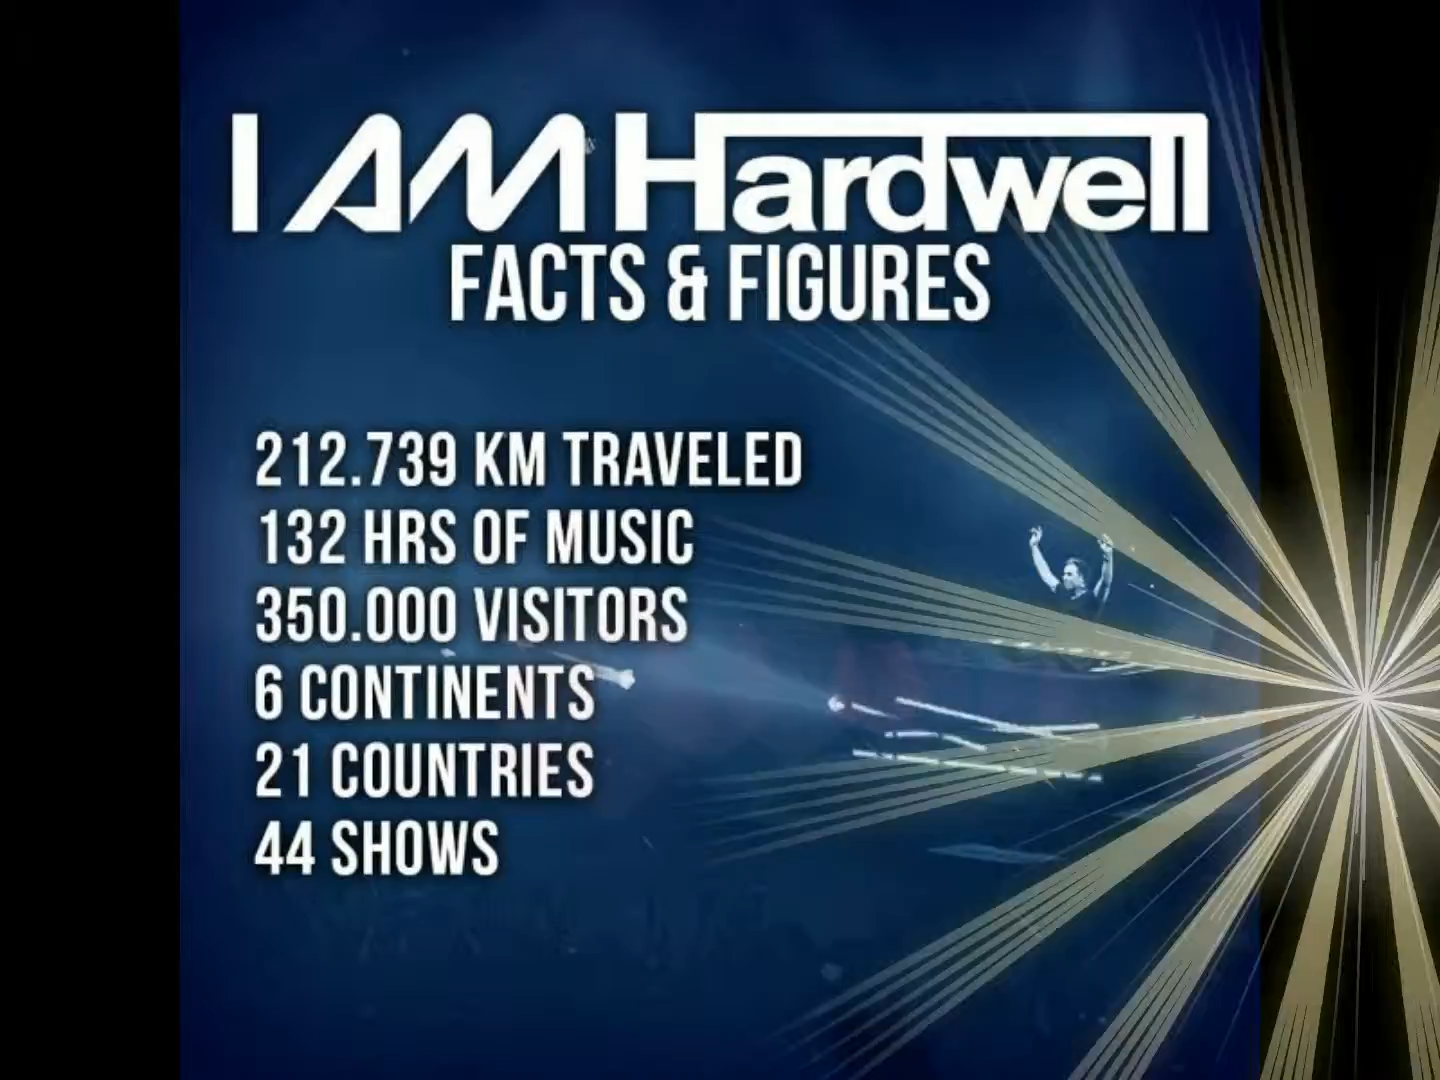 I AM Hardwell
FACTS & FIGURES
212.739 KM TRAVELED
132 HRS OF MUSIC
350.000 VISITORS
6 CONTINENTS
21 COUNTRIES
44 SHOWS